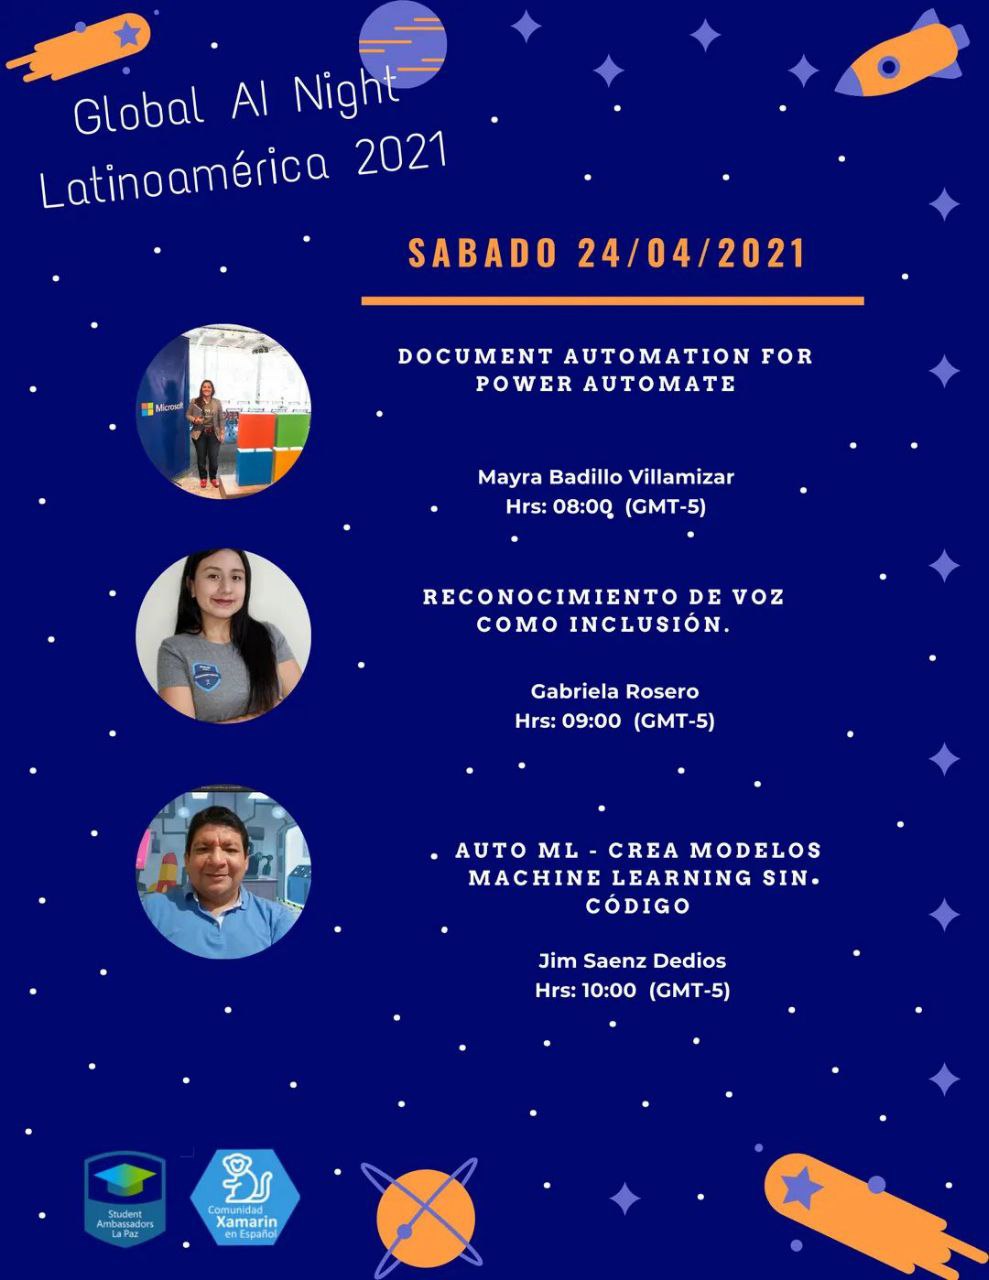 Global AI Night
Latinoamérica 2021
SABADO 24/04/2021
DOCUMENT AUTOMATION FOR
POWER AUTOMATE
Microsoft
Mayra Badillo Villamizar
Hrs: 08:00 (GMT-5)
RECONOCIMIENTO DE VOZ
COMO INCLUSIÓN.
Gabriela Rosero
Hrs: 09:00 (GMT-5)
AUTO ML - CREA MODELOS
MACHINE LEARNING SIN
CÓDIGO
Jim Saenz Dedios
Hrs: 10:00 (GMT-5)
Student
Ambassadors
La Paz
Comunidad
Xamarin
en Español